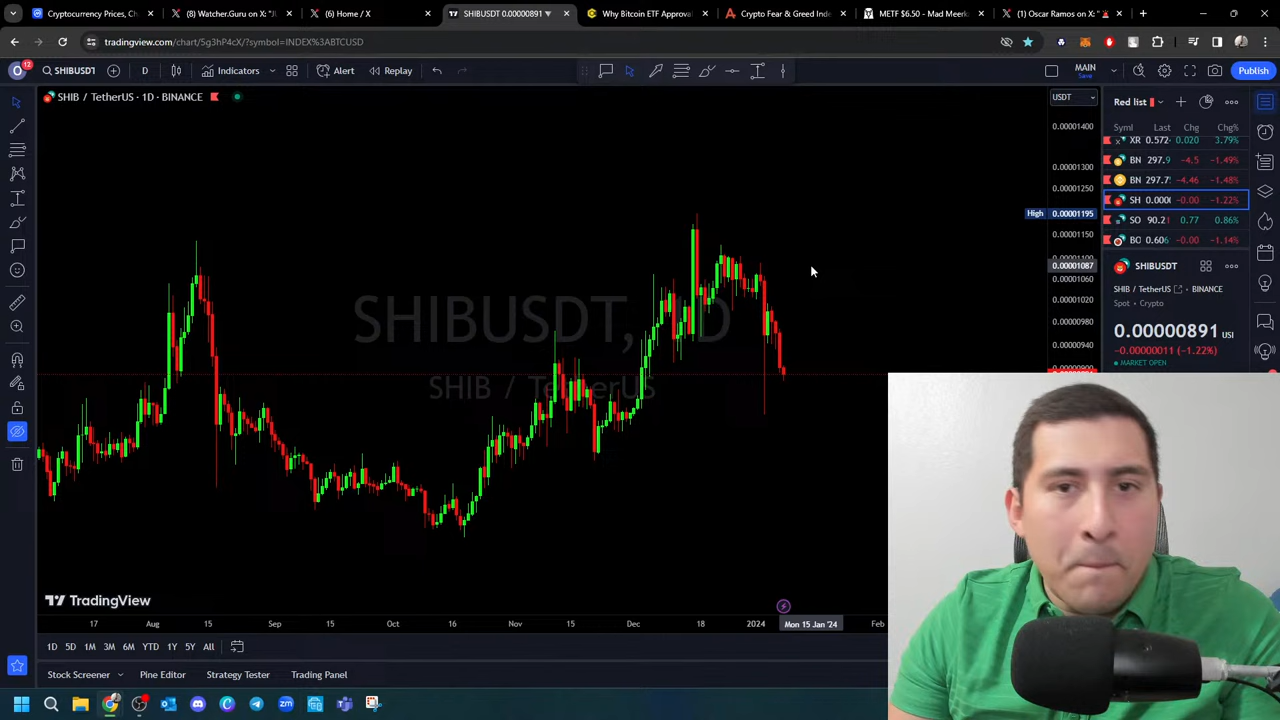 Cryptocurrency Prices, Ch
(8) Watcher.Guru on X: "JU
(6) Home / X
SHIBUSDT 0.00000891 ▼
Why Bitcoin ETF Approval
Crypto Fear & Greed Inde
METF $6.50 - Mad Meerk
(1) Oscar Ramos on X: "
tradingview.com/chart/5g3hP4cX/?symbol=INDEX%3ABTCUSD
O 12
SHIBUSDT
D
Indicators
Alert
Replay
MAIN
Save
Publish
SHIB / TetherUS · 1D · BINANCE
USDT
Red list
Symbl Last Chg Chg%
XR 0.572 0.020 3.79%
BN 297.9 −4.5 −1.49%
BN 297.7 −4.46 −1.48%
SH 0.0000 −0.00 −1.22%
SO 90.21 0.77 0.86%
BO 0.606 −0.00 −1.14%
0.00001400
0.00001300
0.00001250
High 0.00001195
0.00001150
0.00001087
0.00001060
0.00001020
0.00000980
0.00000940
SHIBUSDT, 1D
SHIB / TetherUS
SHIBUSDT
SHIB / TetherUS
BINANCE
Spot • Crypto
0.00000891 USD
−0.00000011 (−1.22%)
MARKET OPEN
TradingView
17 Aug 15 Sep 15 Oct 16 Nov 15 Dec 18 2024 Mon 15 Jan '24 Feb
1D 5D 1M 3M 6M YTD 1Y 5Y All
Stock Screener
Pine Editor
Strategy Tester
Trading Panel